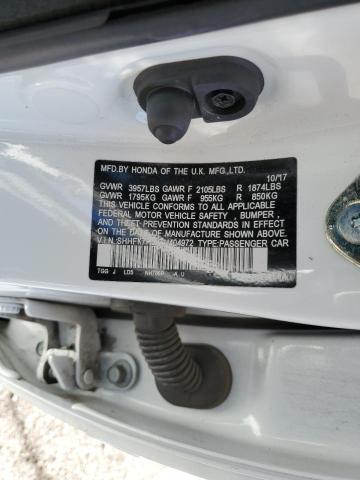 MFD.BY HONDA OF THE U.K. MFG.,LTD. 10/17
GVWR 3957LBS GAWR F 2105LBS R 1874LBS
GVWR 1795KG GAWR F 955KG R 850KG
THIS VEHICLE CONFORMS TO ALL APPLICABLE
FEDERAL MOTOR VEHICLE SAFETY , BUMPER ,
AND THEFT PREVENTION STANDARDS IN EFFECT
ON THE DATE OF MANUFACTURE SHOWN ABOVE.
V.I.N. TYPE:PASSENGER CAR
TGG J LDS A U